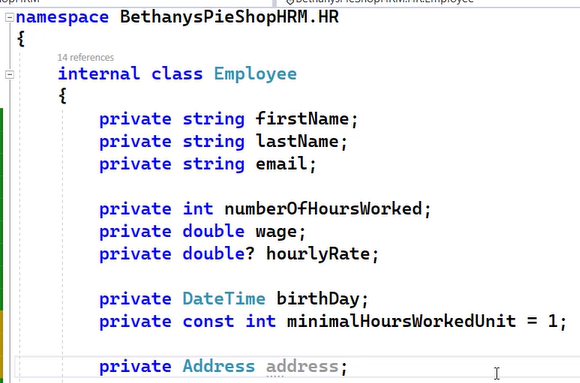 namespace BethanysPieShopHRM.HR
{
14 references
internal class Employee
{
private string firstName;
private string lastName;
private string email;
private int numberOfHoursWorked;
private double wage;
private double? hourlyRate;
private DateTime birthDay;
private const int minimalHoursWorkedUnit = 1;
private Address address;